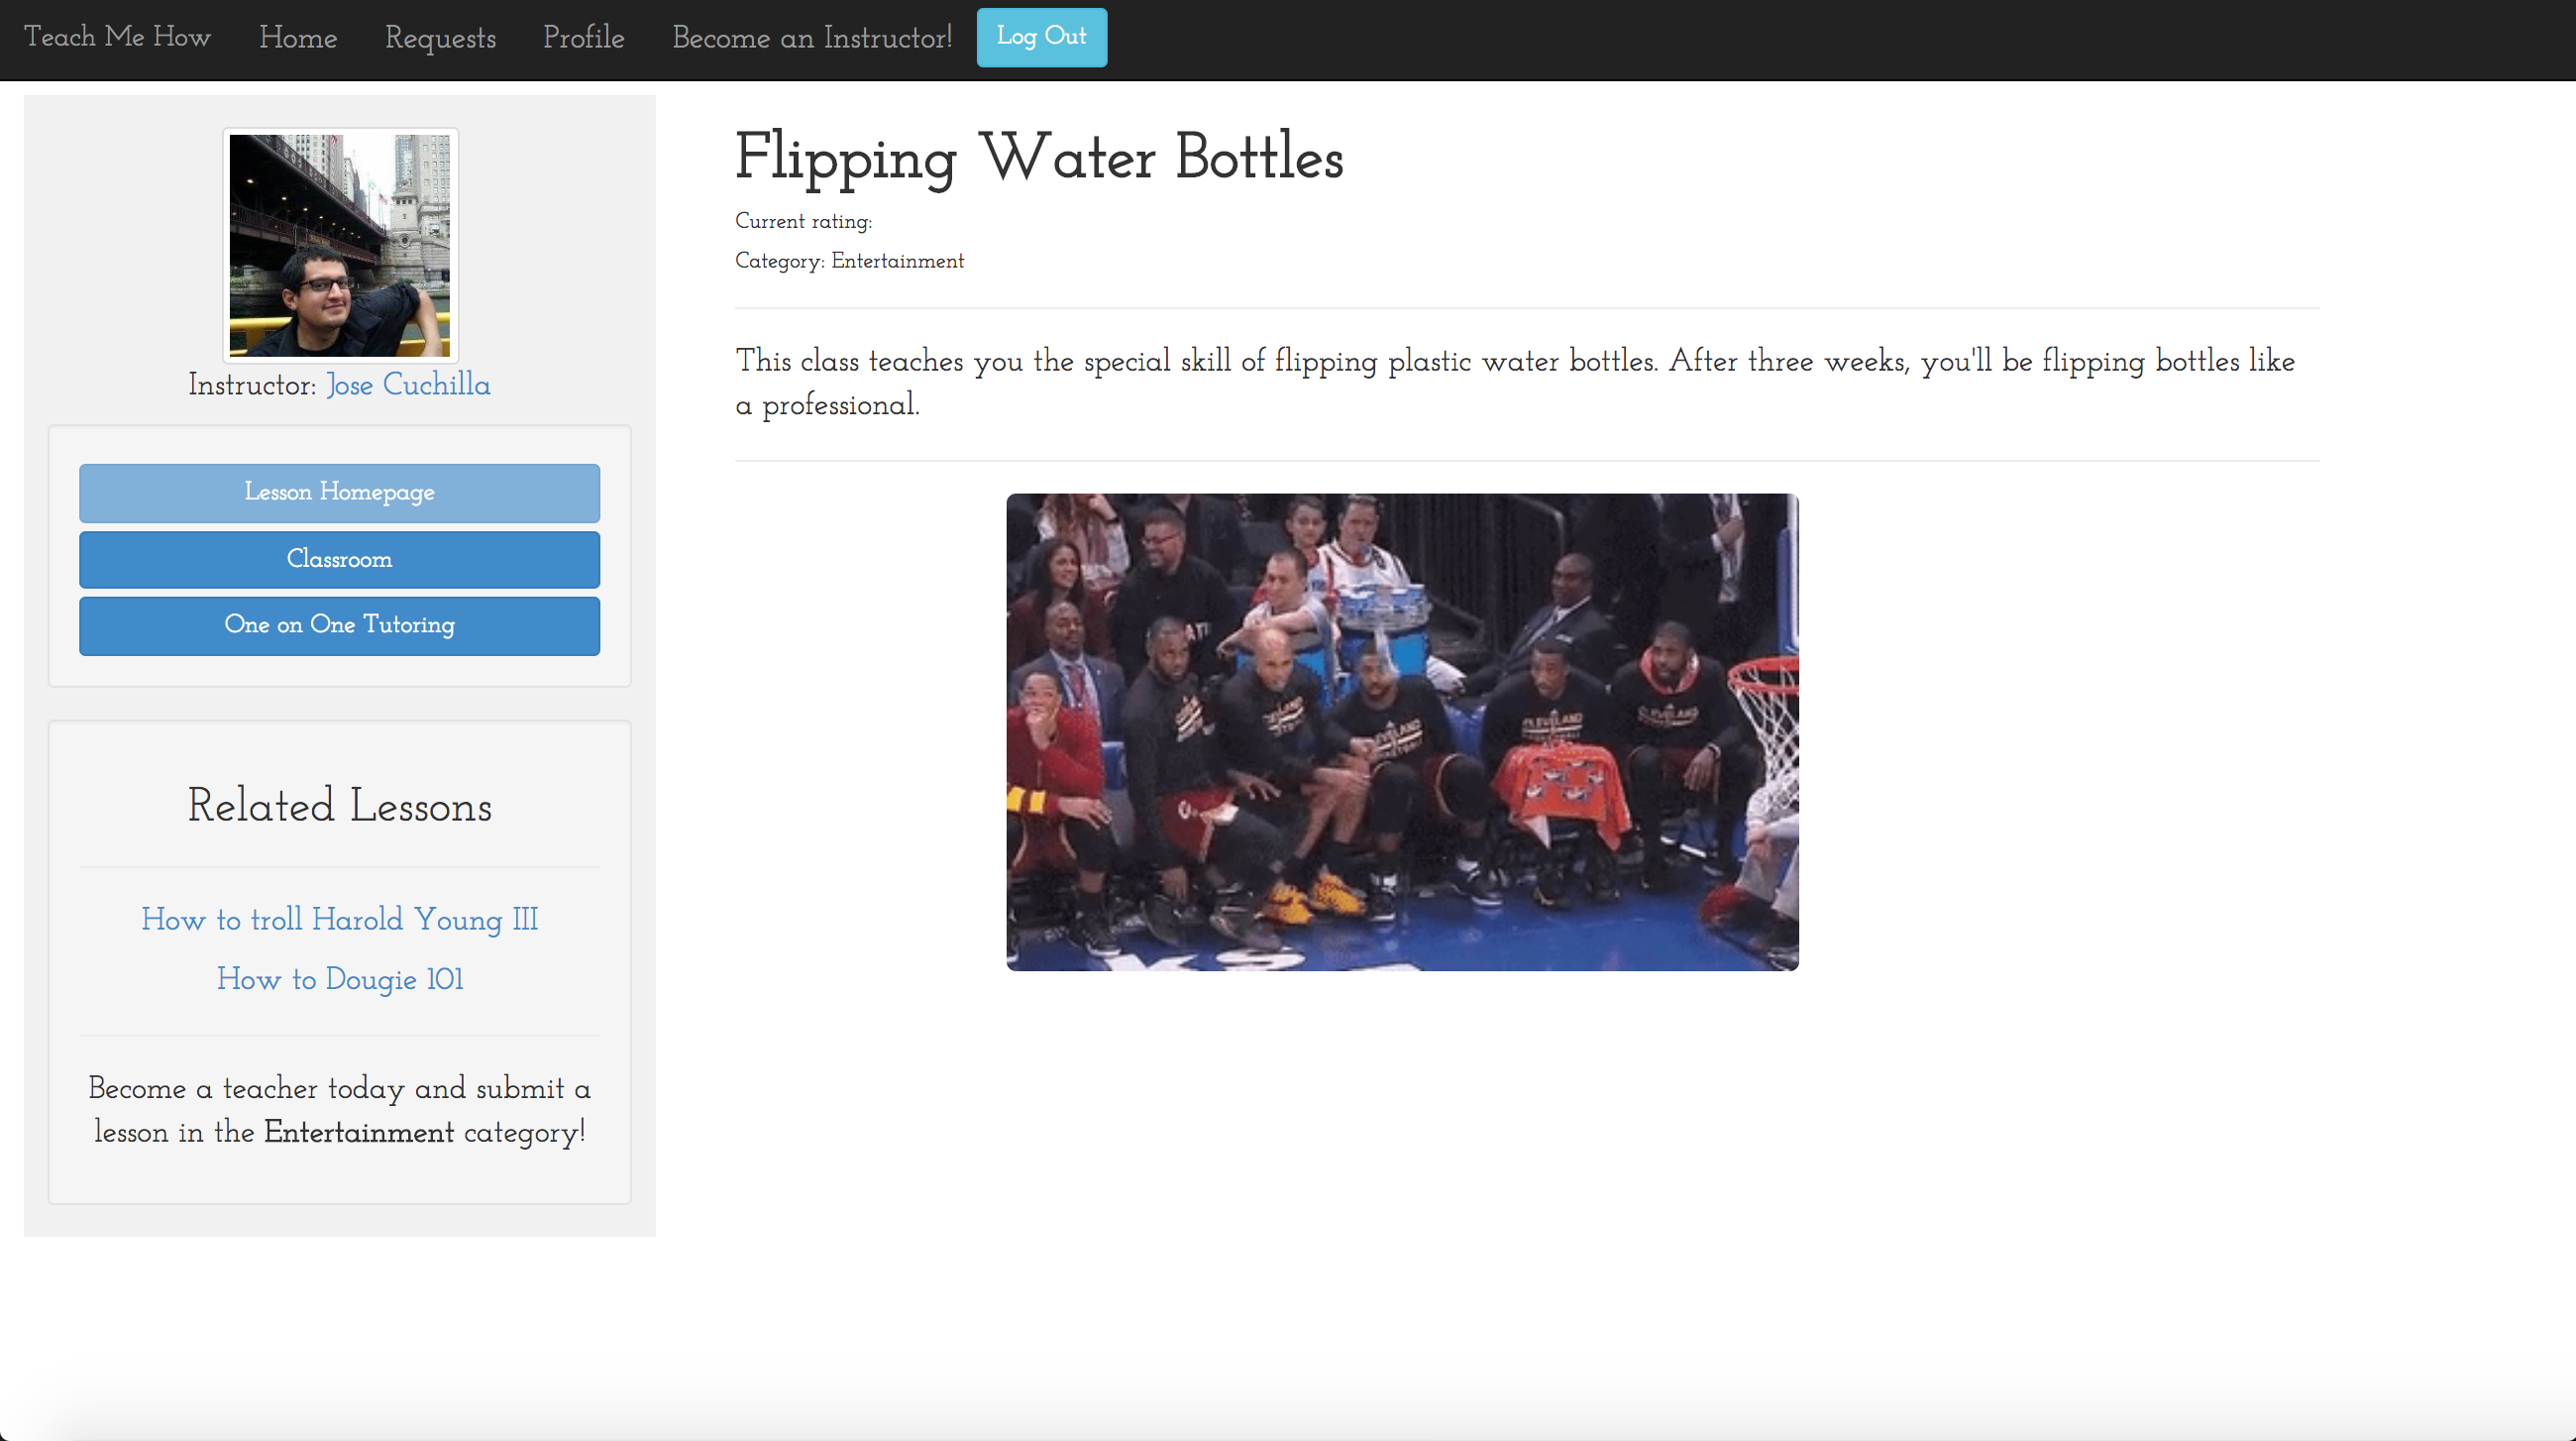 Teach Me How Home Requests Profile Become an Instructor! Log Out
Instructor: Jose Cuchilla
Lesson Homepage
Classroom
One on One Tutoring
Related Lessons
How to troll Harold Young III
How to Dougie 101
Become a teacher today and submit a
lesson in the Entertainment category!
Flipping Water Bottles
Current rating:
Category: Entertainment
This class teaches you the special skill of flipping plastic water bottles. After three weeks, you'll be flipping bottles like
a professional.
CLEVELAND
CLEVELAND
KS